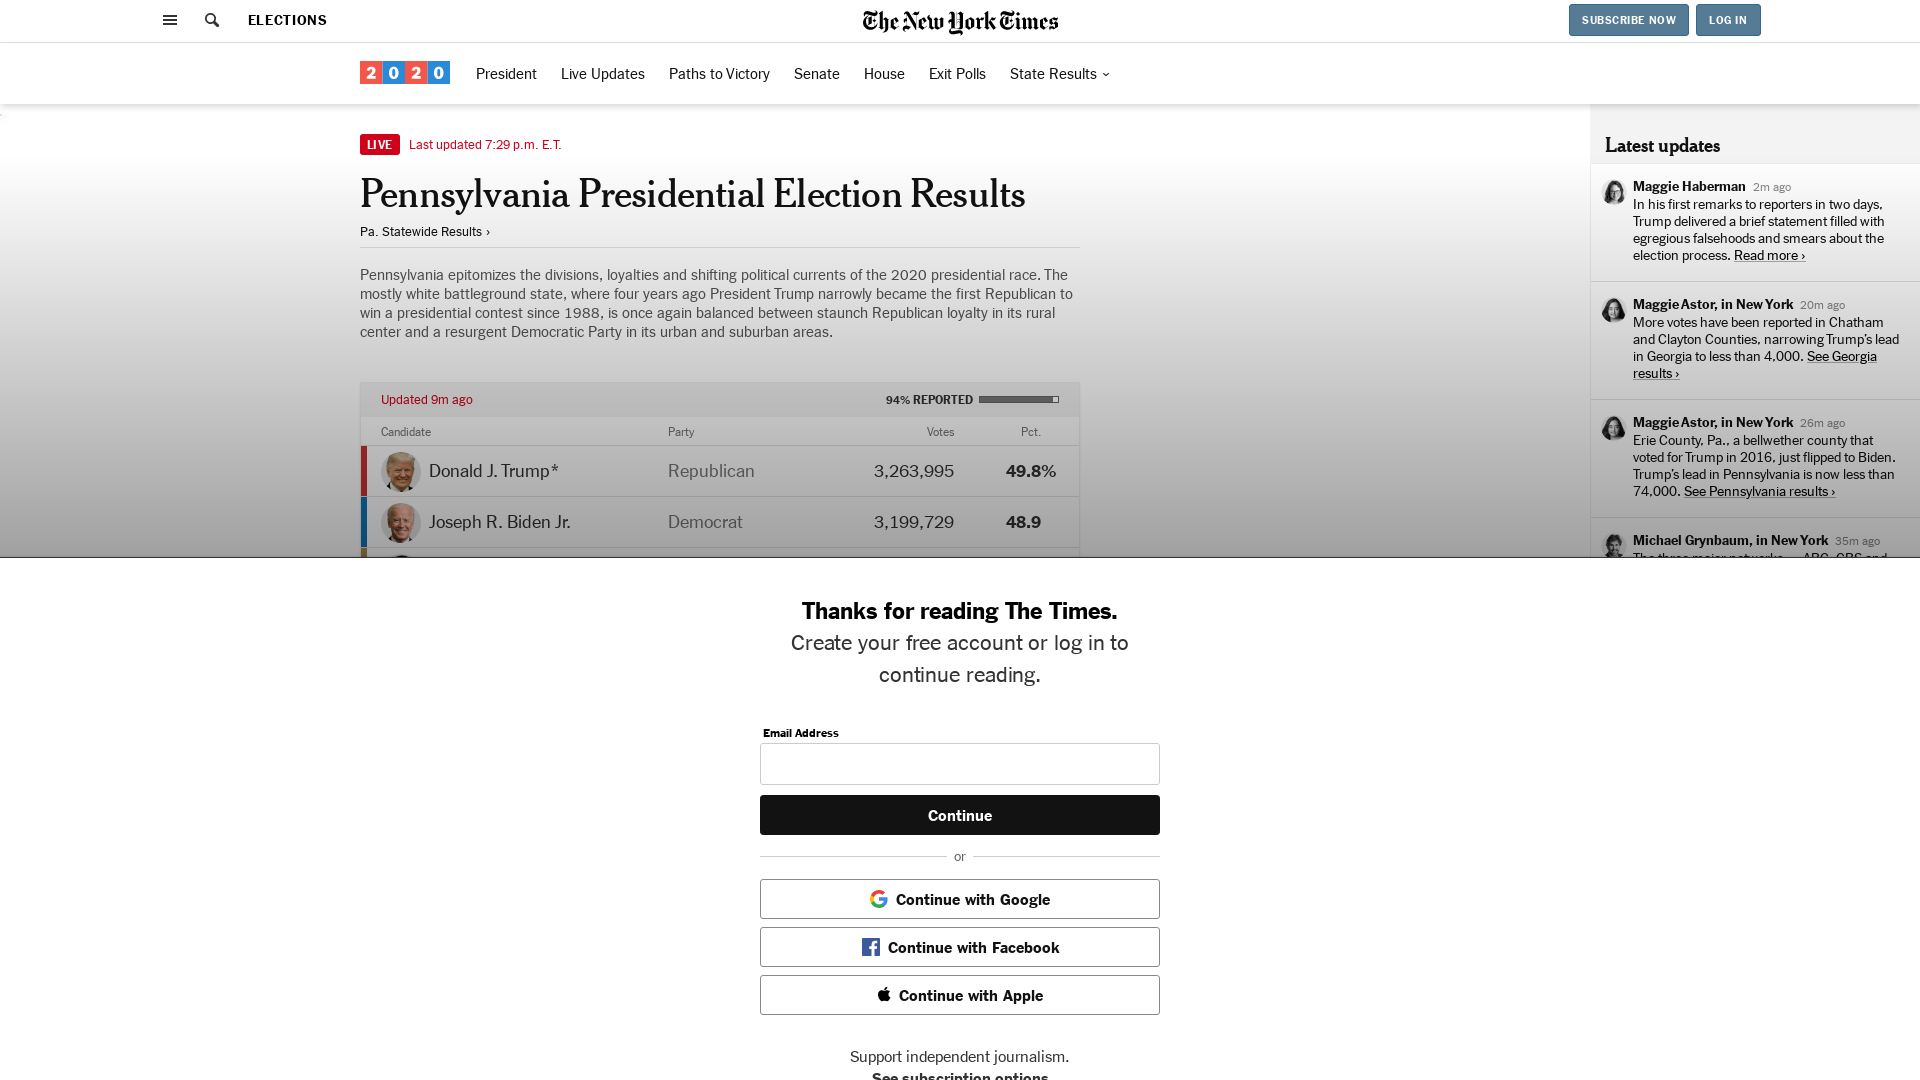 ELECTIONS
The New York Times
SUBSCRIBE NOW
LOG IN
2020
President
Live Updates
Paths to Victory
Senate
House
Exit Polls
State Results
LIVE
Last updated 7:29 p.m. E.T.
Pennsylvania Presidential Election Results
Pa. Statewide Results ›
Pennsylvania epitomizes the divisions, loyalties and shifting political currents of the 2020 presidential race. The
mostly white battleground state, where four years ago President Trump narrowly became the first Republican to
win a presidential contest since 1988, is once again balanced between staunch Republican loyalty in its rural
center and a resurgent Democratic Party in its urban and suburban areas.
Updated 9m ago
94% REPORTED
Candidate Party Votes Pct.
Donald J. Trump* Republican 3,263,995 49.8%
Joseph R. Biden Jr. Democrat 3,199,729 48.9
Latest updates
Maggie Haberman 2m ago
In his first remarks to reporters in two days,
Trump delivered a brief statement filled with
egregious falsehoods and smears about the
election process. Read more ›
Maggie Astor, in New York 20m ago
More votes have been reported in Chatham
and Clayton Counties, narrowing Trump’s lead
in Georgia to less than 4,000. See Georgia
results ›
Maggie Astor, in New York 26m ago
Erie County, Pa., a bellwether county that
voted for Trump in 2016, just flipped to Biden.
Trump’s lead in Pennsylvania is now less than
74,000. See Pennsylvania results ›
Michael Grynbaum, in New York 35m ago
The three major networks — ABC, CBS and
Thanks for reading The Times.
Create your free account or log in to
continue reading.
Email Address
Continue
or
Continue with Google
Continue with Facebook
Continue with Apple
Support independent journalism.
See subscription options